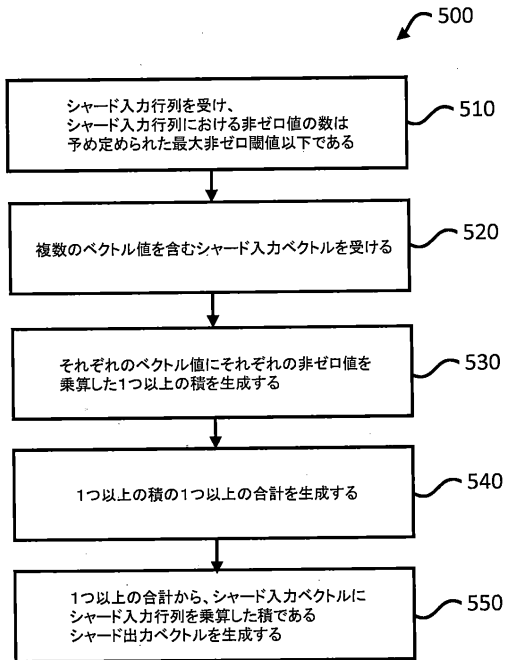 500
シャード入力行列を受け、
シャード入力行列における非ゼロ値の数は
予め定められた最大非ゼロ閾値以下である
510
複数のベクトル値を含むシャード入力ベクトルを受ける
520
それぞれのベクトル値にそれぞれの非ゼロ値を
乗算した1つ以上の積を生成する
530
1つ以上の積の1つ以上の合計を生成する
540
1つ以上の合計から、シャード入力ベクトルに
シャード入力行列を乗算した積である
シャード出力ベクトルを生成する
550